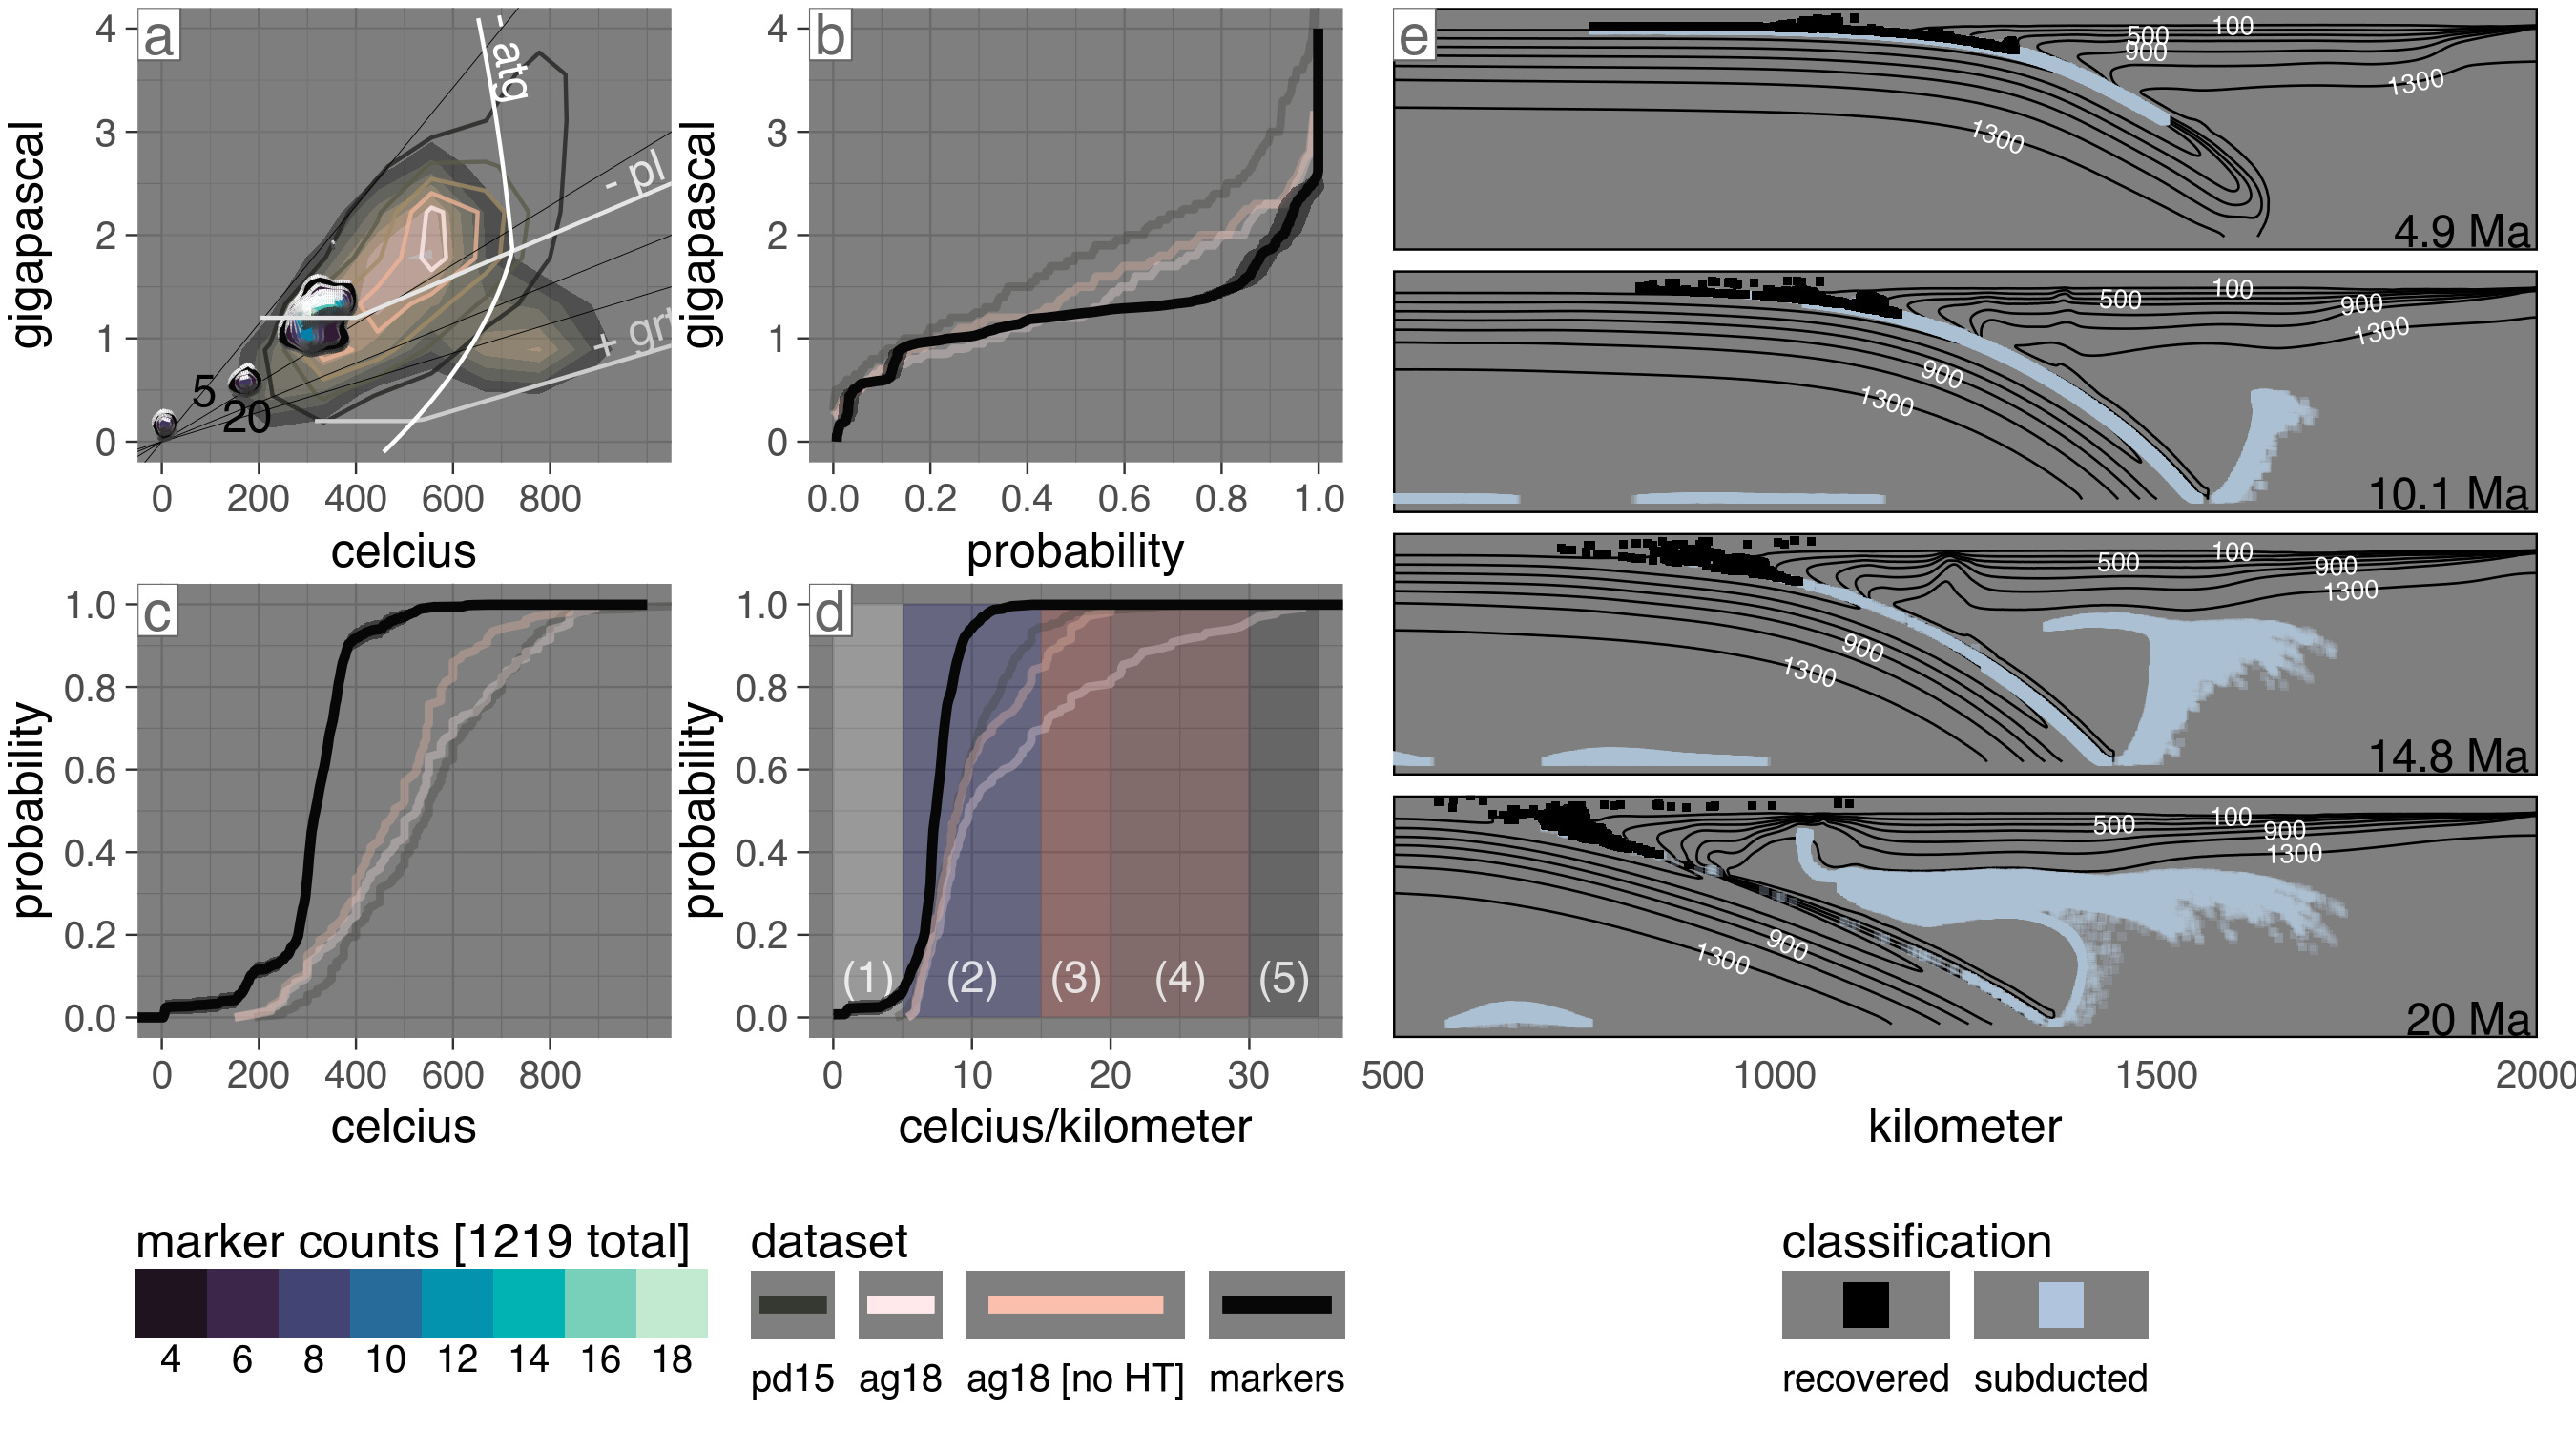 a
4
3
2
1
0
gigapascal
- atg
- pl
+ grt
5
20
0 200 400 600 800
celcius
b
4
3
2
1
0
gigapascal
0.0 0.2 0.4 0.6 0.8 1.0
probability
c
1.0
0.8
0.6
0.4
0.2
0.0
probability
0 200 400 600 800
celcius
d
1.0
0.8
0.6
0.4
0.2
0.0
probability
(1) (2) (3) (4) (5)
0 10 20 30
celcius/kilometer
e
100
500
900
1300
1300
4.9 Ma
100
500
900
1300
900
1300
10.1 Ma
100
500
900
1300
900
1300
14.8 Ma
100
500
900
1300
900
1300
20 Ma
500 1000 1500 2000
kilometer
marker counts [1219 total]
4 6 8 10 12 14 16 18
dataset
pd15 ag18 ag18 [no HT] markers
classification
recovered subducted